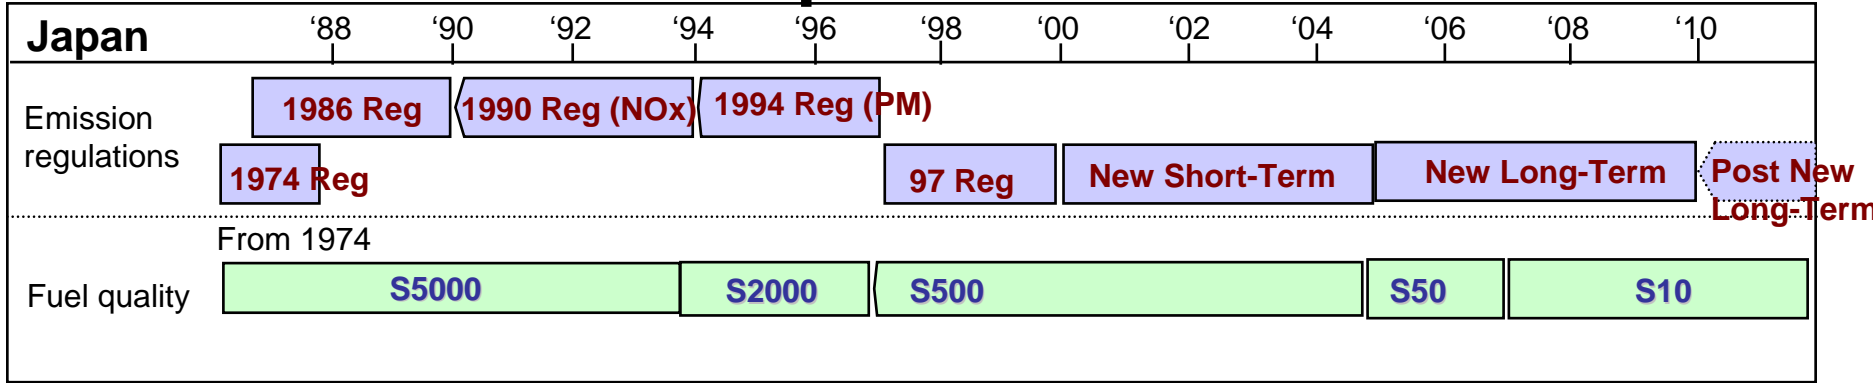 Japan ‘88 ‘90 ‘92 ‘94 ‘96 ‘98 ‘00 ‘02 ‘04 ‘06 ‘08 ‘10
Emission
regulations
1986 Reg 1990 Reg (NOx) 1994 Reg (PM)
1974 Reg 97 Reg New Short-Term New Long-Term Post New
Long-Term
From 1974
Fuel quality S5000 S2000 S500 S50 S10